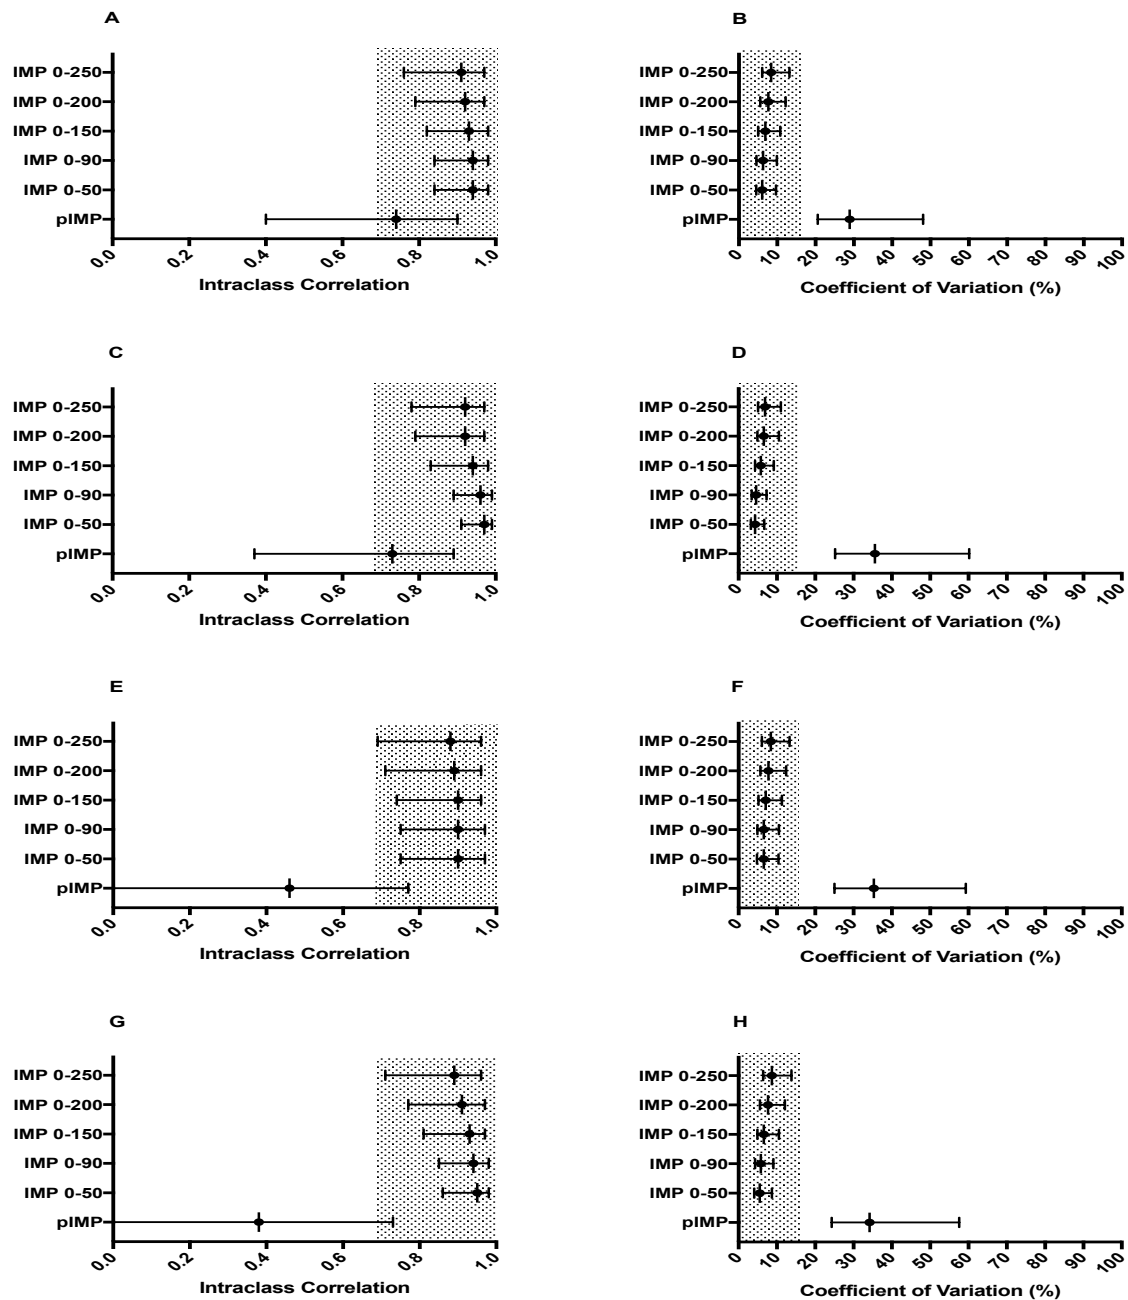 A
IMP 0-250
IMP 0-200
IMP 0-150
IMP 0-90
IMP 0-50
pIMP
0.0 0.2 0.4 0.6 0.8 1.0
Intraclass Correlation
B
IMP 0-250
IMP 0-200
IMP 0-150
IMP 0-90
IMP 0-50
pIMP
0 10 20 30 40 50 60 70 80 90 100
Coefficient of Variation (%)
C
IMP 0-250
IMP 0-200
IMP 0-150
IMP 0-90
IMP 0-50
pIMP
0.0 0.2 0.4 0.6 0.8 1.0
Intraclass Correlation
D
IMP 0-250
IMP 0-200
IMP 0-150
IMP 0-90
IMP 0-50
pIMP
0 10 20 30 40 50 60 70 80 90 100
Coefficient of Variation (%)
E
IMP 0-250
IMP 0-200
IMP 0-150
IMP 0-90
IMP 0-50
pIMP
0.0 0.2 0.4 0.6 0.8 1.0
Intraclass Correlation
F
IMP 0-250
IMP 0-200
IMP 0-150
IMP 0-90
IMP 0-50
pIMP
0 10 20 30 40 50 60 70 80 90 100
Coefficient of Variation (%)
G
IMP 0-250
IMP 0-200
IMP 0-150
IMP 0-90
IMP 0-50
pIMP
0.0 0.2 0.4 0.6 0.8 1.0
Intraclass Correlation
H
IMP 0-250
IMP 0-200
IMP 0-150
IMP 0-90
IMP 0-50
pIMP
0 10 20 30 40 50 60 70 80 90 100
Coefficient of Variation (%)